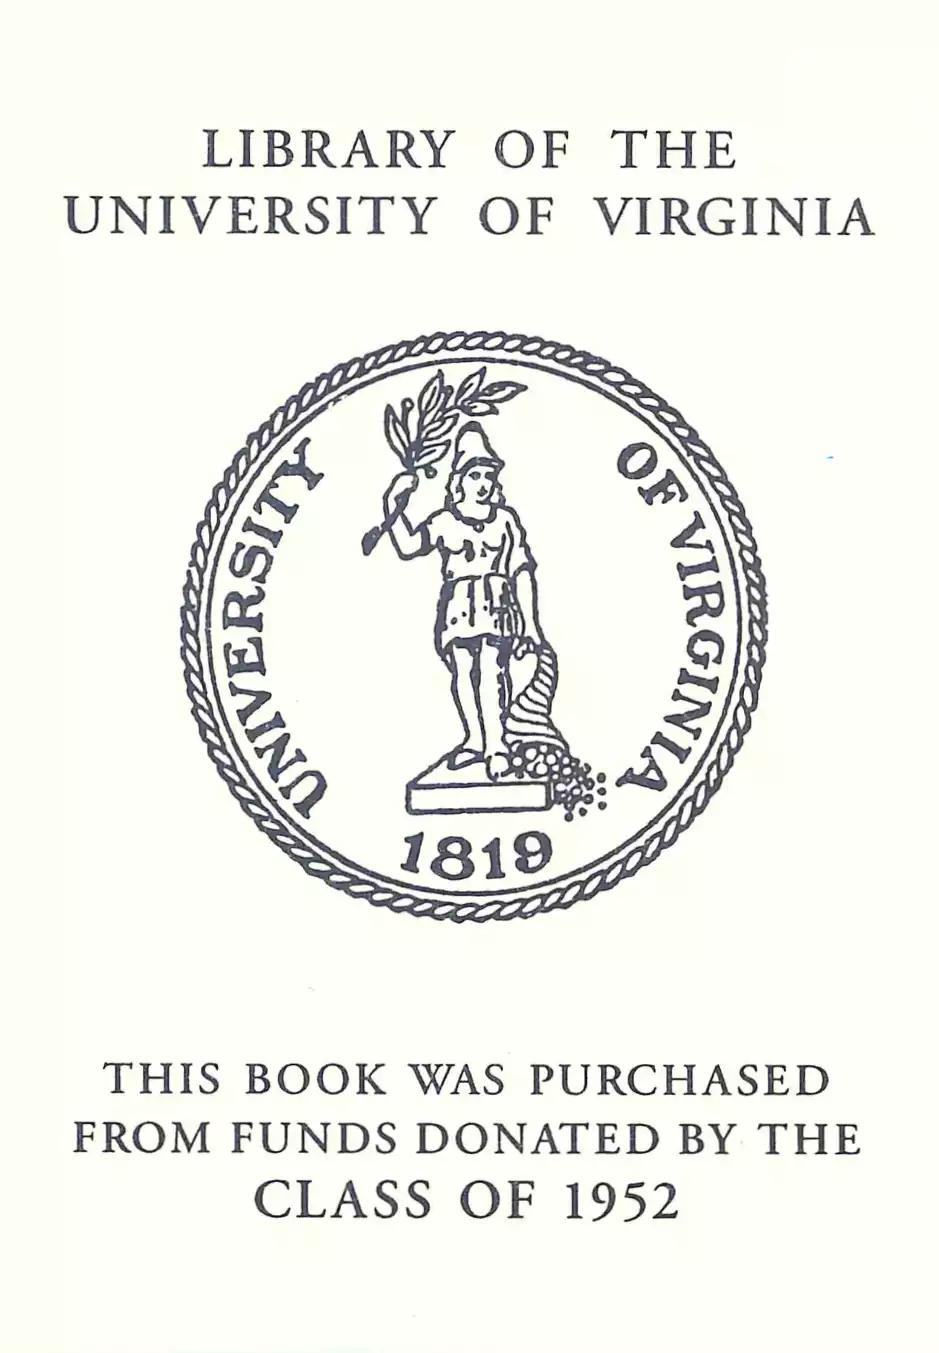 LIBRARY OF THE
UNIVERSITY OF VIRGINIA
UNIVERSITY
OF VIRGINIA
1819
THIS BOOK WAS PURCHASED
FROM FUNDS DONATED BY THE
CLASS OF 1952